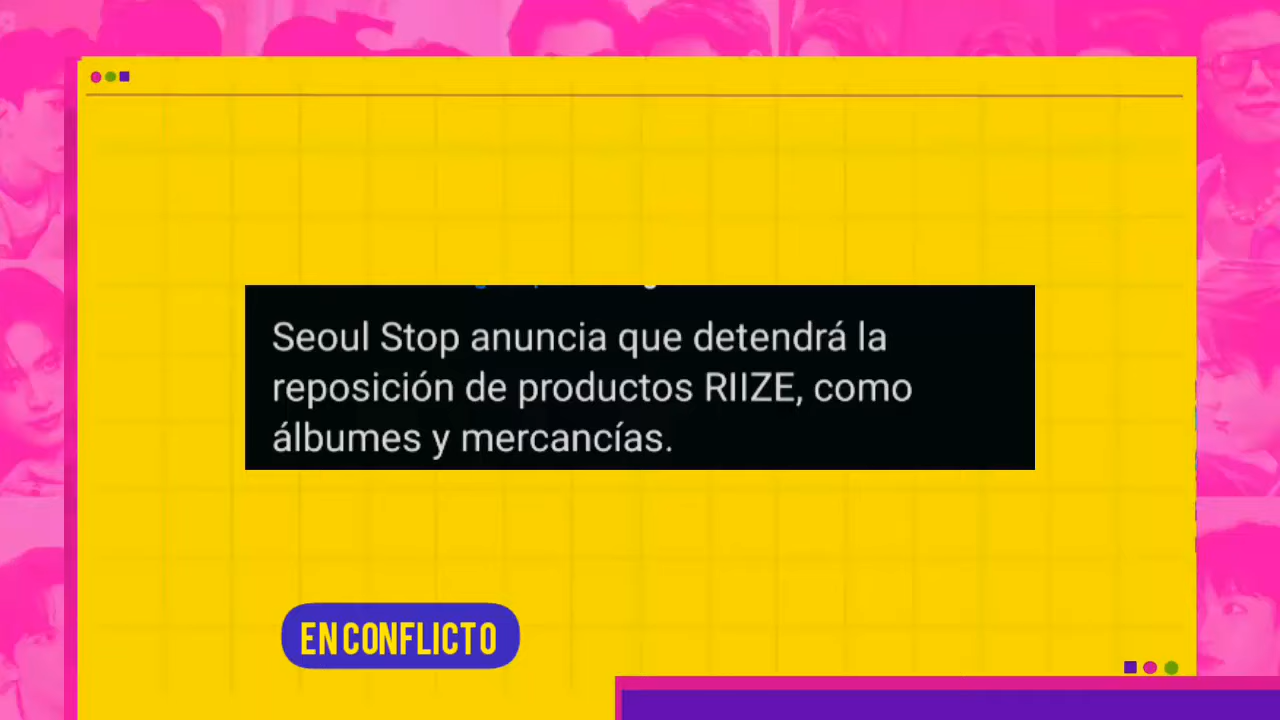 Seoul Stop anuncia que detendrá la
reposición de productos RIIZE, como
álbumes y mercancías.
EN CONFLICTO